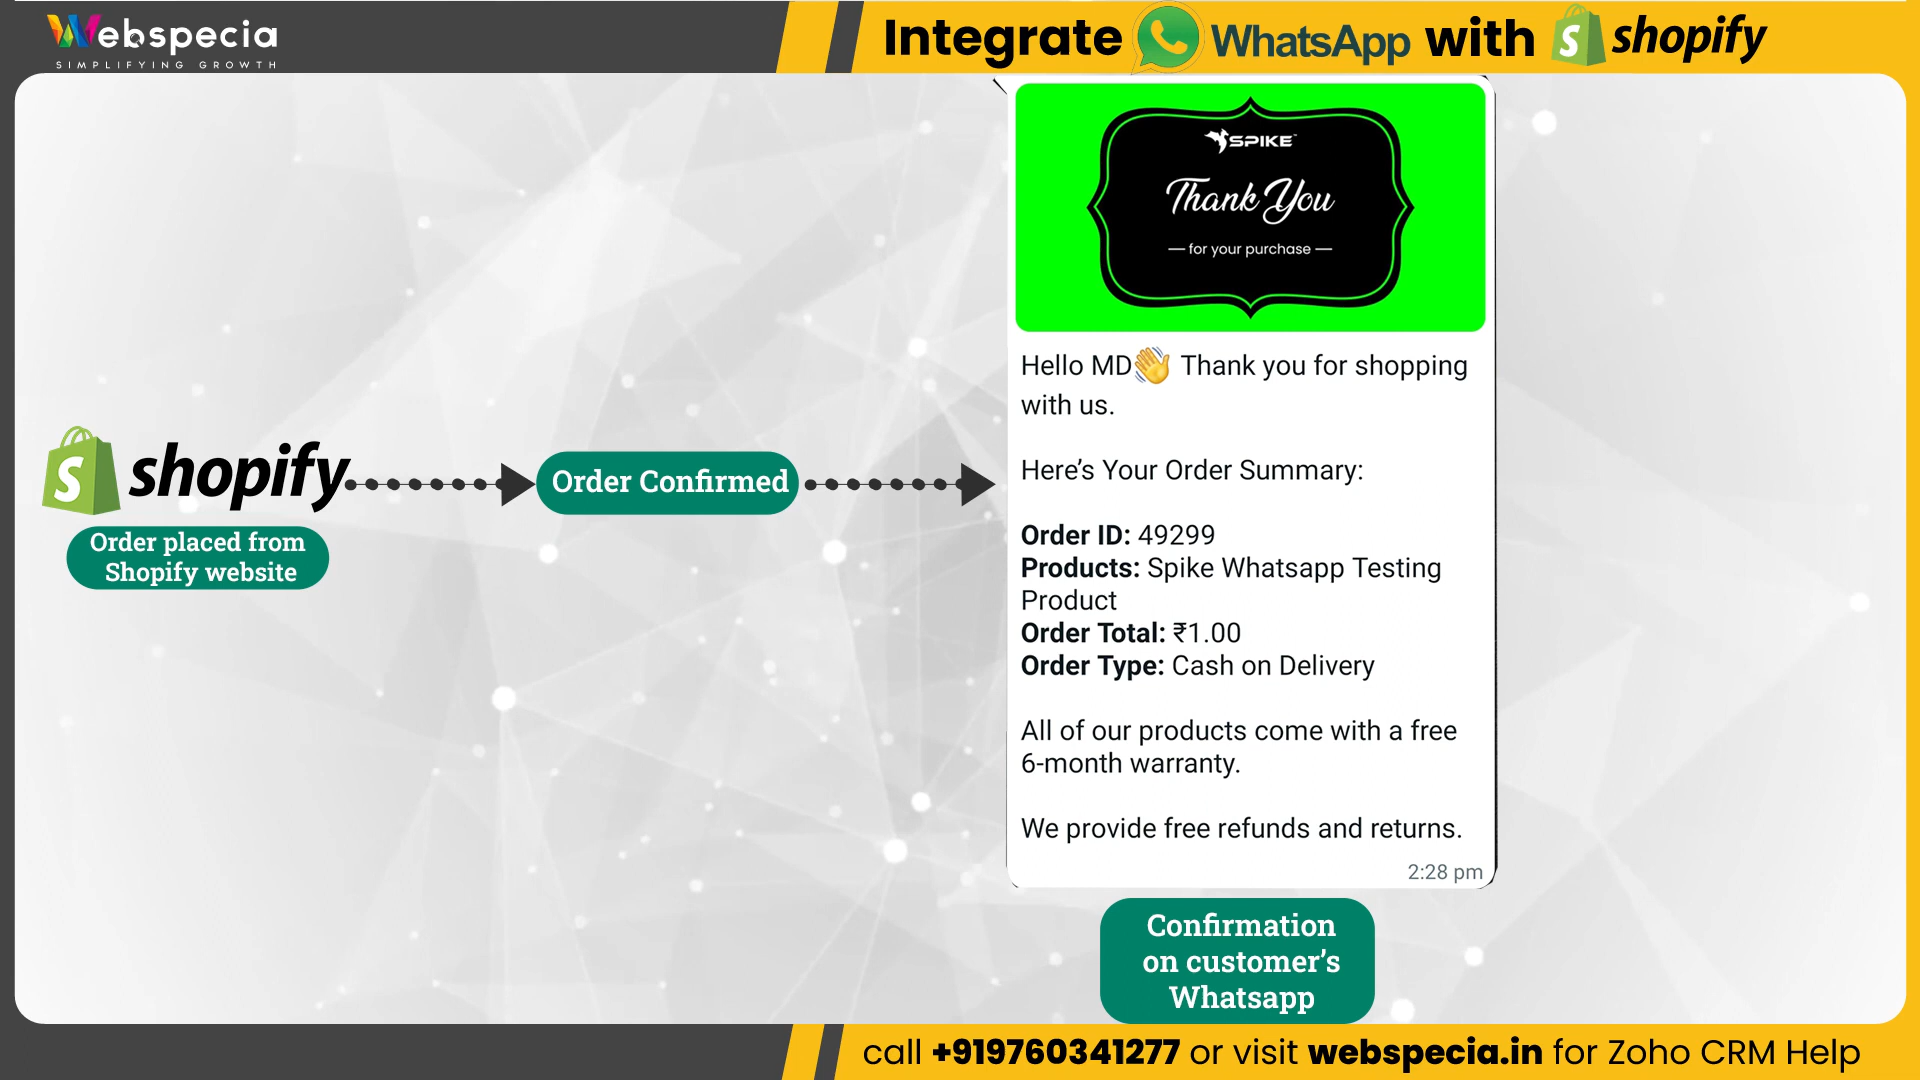 Webspecia
SIMPLIFYING GROWTH
Integrate WhatsApp with shopify
SPIKE
Thank You
— for your purchase —
Hello MD👋 Thank you for shopping
with us.
Here’s Your Order Summary:
Order ID: 49299
Products: Spike Whatsapp Testing
Product
Order Total: ₹1.00
Order Type: Cash on Delivery
All of our products come with a free
6-month warranty.
We provide free refunds and returns.
2:28 pm
shopify
Order placed from
Shopify website
Order Confirmed
Confirmation
on customer’s
Whatsapp
call +919760341277 or visit webspecia.in for Zoho CRM Help